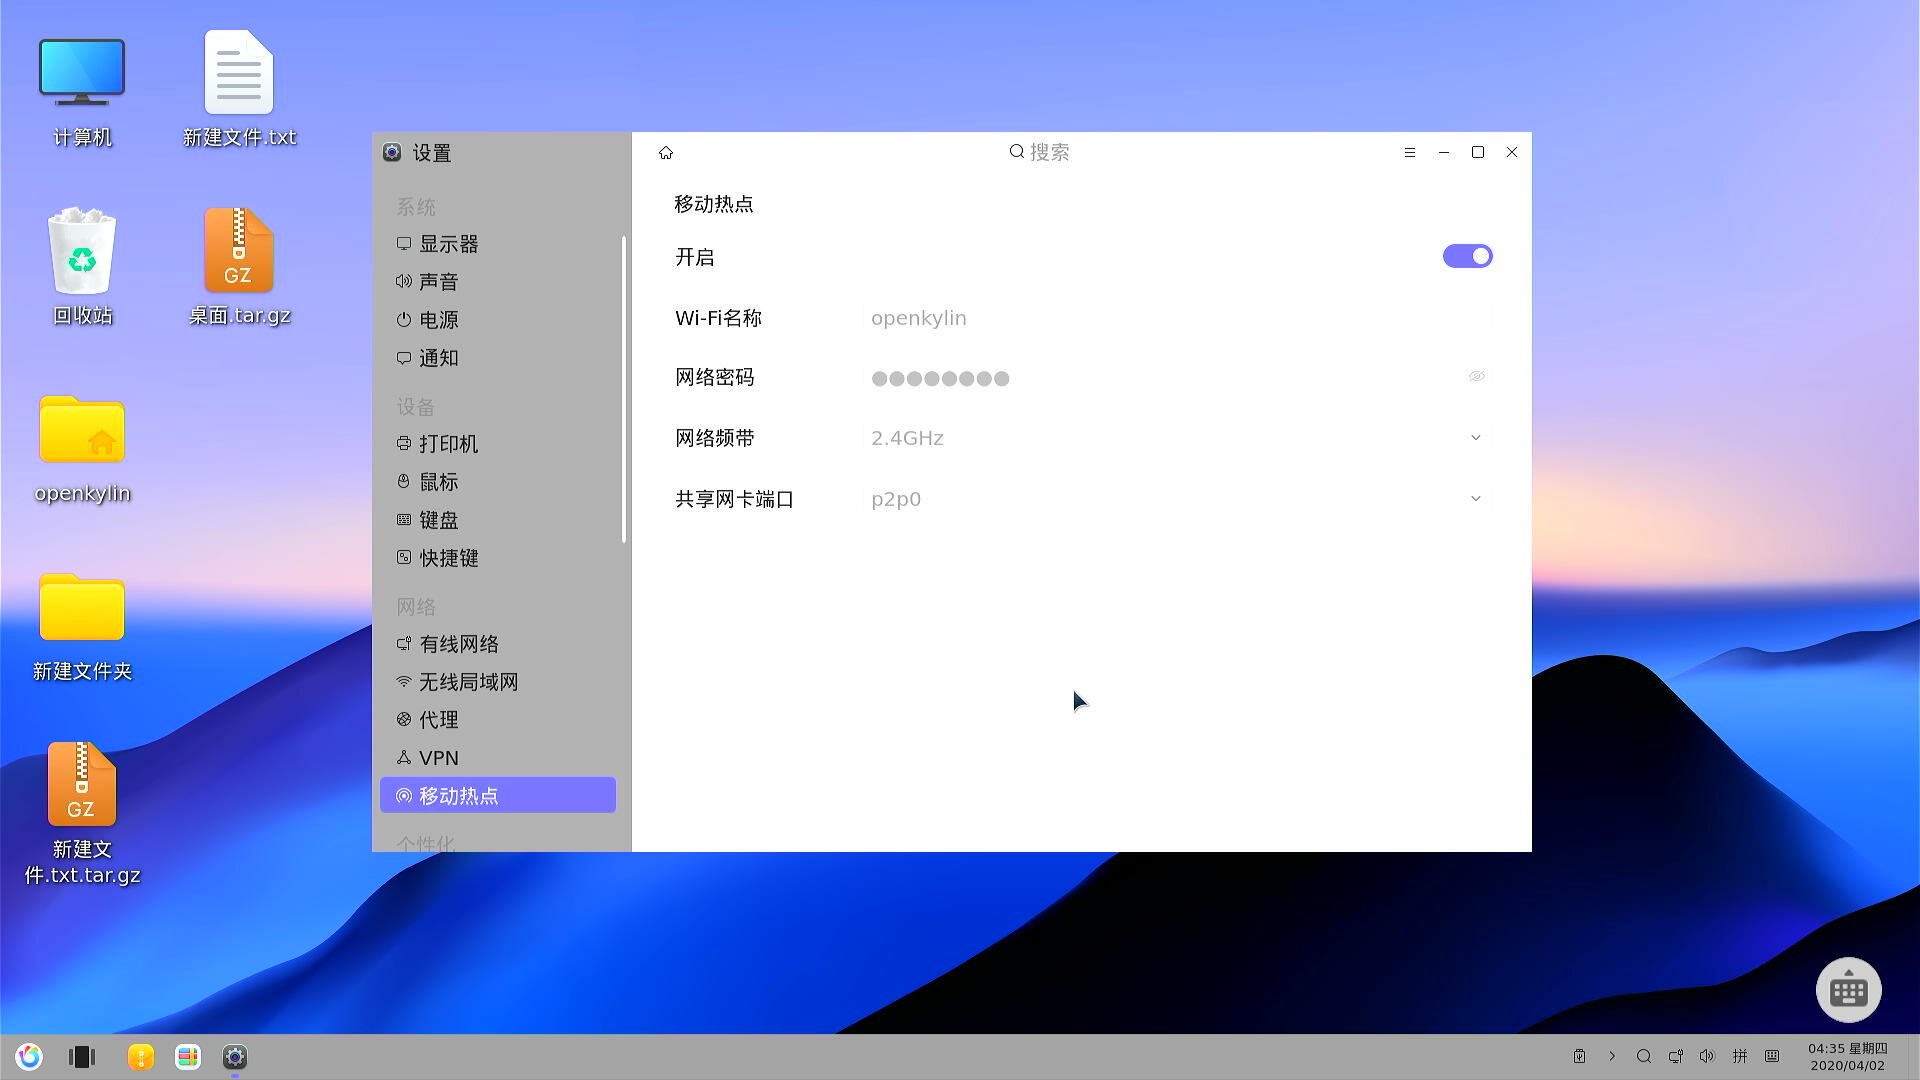 计算机
新建文件.txt
回收站
GZ
桌面.tar.gz
openkylin
新建文件夹
GZ
新建文
件.txt.tar.gz
设置
搜索
系统
显示器
声音
电源
通知
设备
打印机
鼠标
键盘
快捷键
网络
有线网络
无线局域网
代理
VPN
移动热点
个性化
移动热点
开启
Wi-Fi名称
openkylin
网络密码
●●●●●●●●
网络频带
2.4GHz
共享网卡端口
p2p0
拼
04:35 星期四
2020/04/02